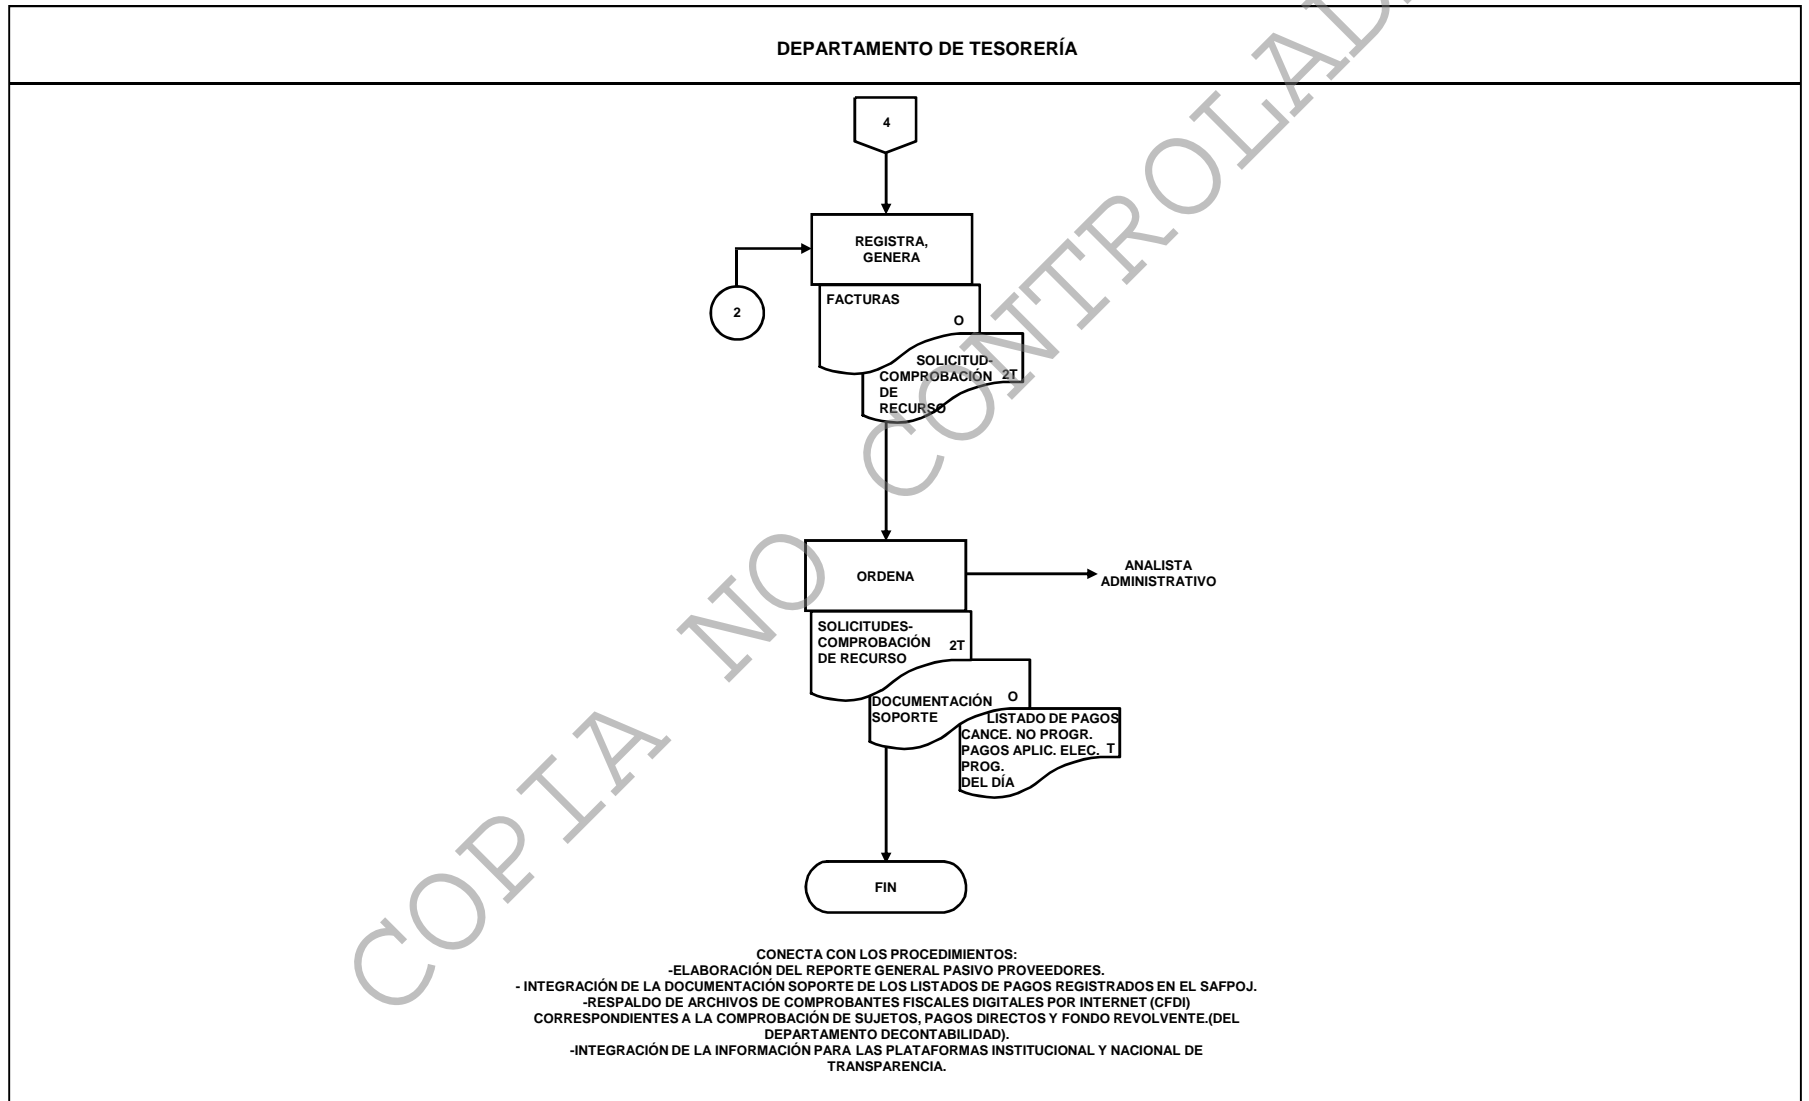 DEPARTAMENTO DE TESORERÍA
4
REGISTRA,
GENERA
2
FACTURAS
O
SOLICITUD-
COMPROBACIÓN 2T
DE
RECURSO
ORDENA
ANALISTA
ADMINISTRATIVO
SOLICITUDES-
COMPROBACIÓN
DE RECURSO 2T
DOCUMENTACIÓN O
SOPORTE
LISTADO DE PAGOS
CANCE. NO PROGR.
PAGOS APLIC. ELEC. T
PROG.
DEL DÍA
FIN
CONECTA CON LOS PROCEDIMIENTOS:
-ELABORACIÓN DEL REPORTE GENERAL PASIVO PROVEEDORES.
- INTEGRACIÓN DE LA DOCUMENTACIÓN SOPORTE DE LOS LISTADOS DE PAGOS REGISTRADOS EN EL SAFPOJ.
-RESPALDO DE ARCHIVOS DE COMPROBANTES FISCALES DIGITALES POR INTERNET (CFDI)
CORRESPONDIENTES A LA COMPROBACIÓN DE SUJETOS, PAGOS DIRECTOS Y FONDO REVOLVENTE.(DEL
DEPARTAMENTO DECONTABILIDAD).
-INTEGRACIÓN DE LA INFORMACIÓN PARA LAS PLATAFORMAS INSTITUCIONAL Y NACIONAL DE
TRANSPARENCIA.
COPIA NO CONTROLAD